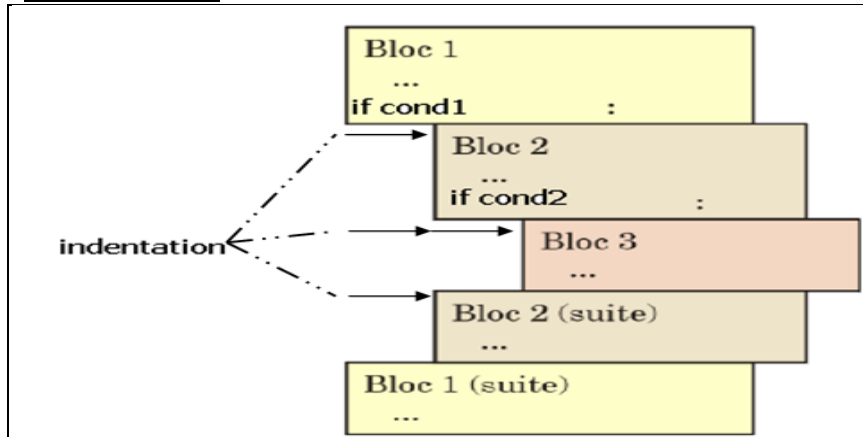 Bloc 1
...
if cond1 :
Bloc 2
...
if cond2 :
indentation
Bloc 3
...
Bloc 2 (suite)
...
Bloc 1 (suite)
...